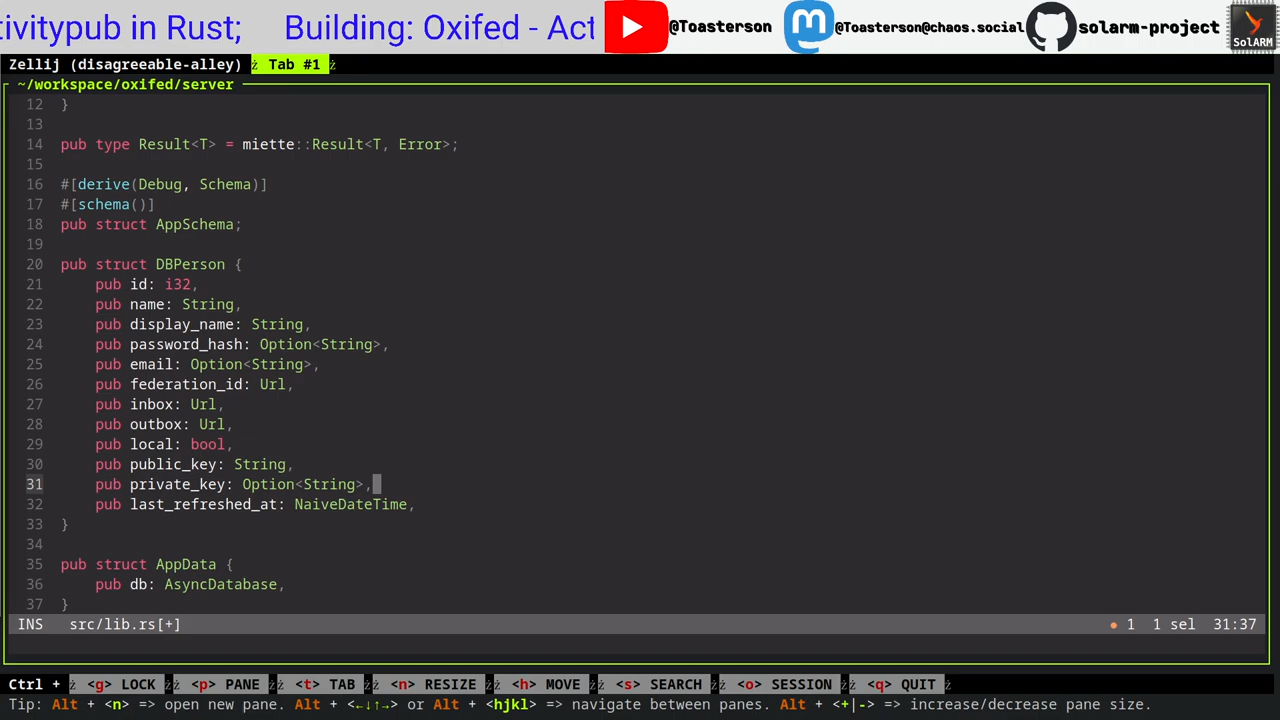 tivitypub in Rust;     Building: Oxifed - Act
@Toasterson
@Toasterson@chaos.social
solarm-project
SolARM
Zellij (disagreeable-alley)  Tab #1
~/workspace/oxifed/server
12 }
13
14 pub type Result<T> = miette::Result<T, Error>;
15
16 #[derive(Debug, Schema)]
17 #[schema()]
18 pub struct AppSchema;
19
20 pub struct DBPerson {
21     pub id: i32,
22     pub name: String,
23     pub display_name: String,
24     pub password_hash: Option<String>,
25     pub email: Option<String>,
26     pub federation_id: Url,
27     pub inbox: Url,
28     pub outbox: Url,
29     pub local: bool,
30     pub public_key: String,
31     pub private_key: Option<String>,
32     pub last_refreshed_at: NaiveDateTime,
33 }
34
35 pub struct AppData {
36     pub db: AsyncDatabase,
37 }
INS   src/lib.rs[+]   ● 1  1 sel  31:37
Ctrl +  <g> LOCK  <p> PANE  <t> TAB  <n> RESIZE  <h> MOVE  <s> SEARCH  <o> SESSION  <q> QUIT
Tip: Alt + <n> => open new pane. Alt + <←↓↑→> or Alt + <hjkl> => navigate between panes. Alt + <+|-> => increase/decrease pane size.